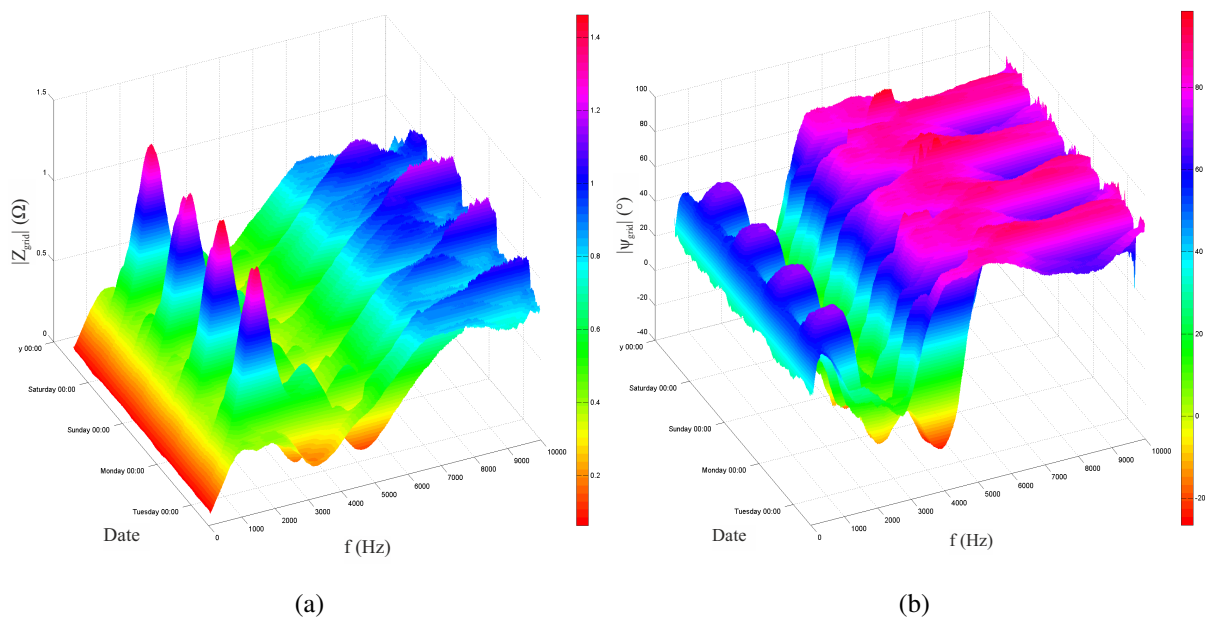 1.5
1
0.5
0
|Z_grid| (Ω)
y 00:00
Saturday 00:00
Sunday 00:00
Monday 00:00
Tuesday 00:00
Date
0
1000
2000
3000
4000
5000
6000
7000
8000
9000
10000
f (Hz)
1.4
1.2
1
0.8
0.6
0.4
0.2
(a)
100
80
60
40
20
0
-20
-40
|ψ_grid| (°)
y 00:00
Saturday 00:00
Sunday 00:00
Monday 00:00
Tuesday 00:00
Date
0
1000
2000
3000
4000
5000
6000
7000
8000
9000
10000
f (Hz)
80
60
40
20
0
-20
(b)